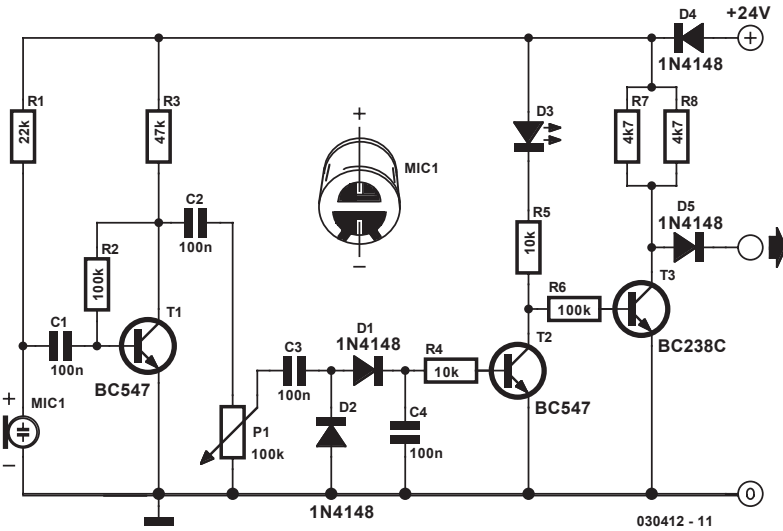 D4
+24V
1N4148
R1
22k
R3
47k
D3
R7
R8
4k7
4k7
+
MIC1
–
C2
100n
R2
100k
R5
10k
D5
1N4148
T1
C1
100n
BC547
R6
100k
T3
BC238C
D1
1N4148
C3
100n
R4
10k
T2
BC547
+
MIC1
–
P1
100k
D2
C4
100n
1N4148
0
030412 - 11